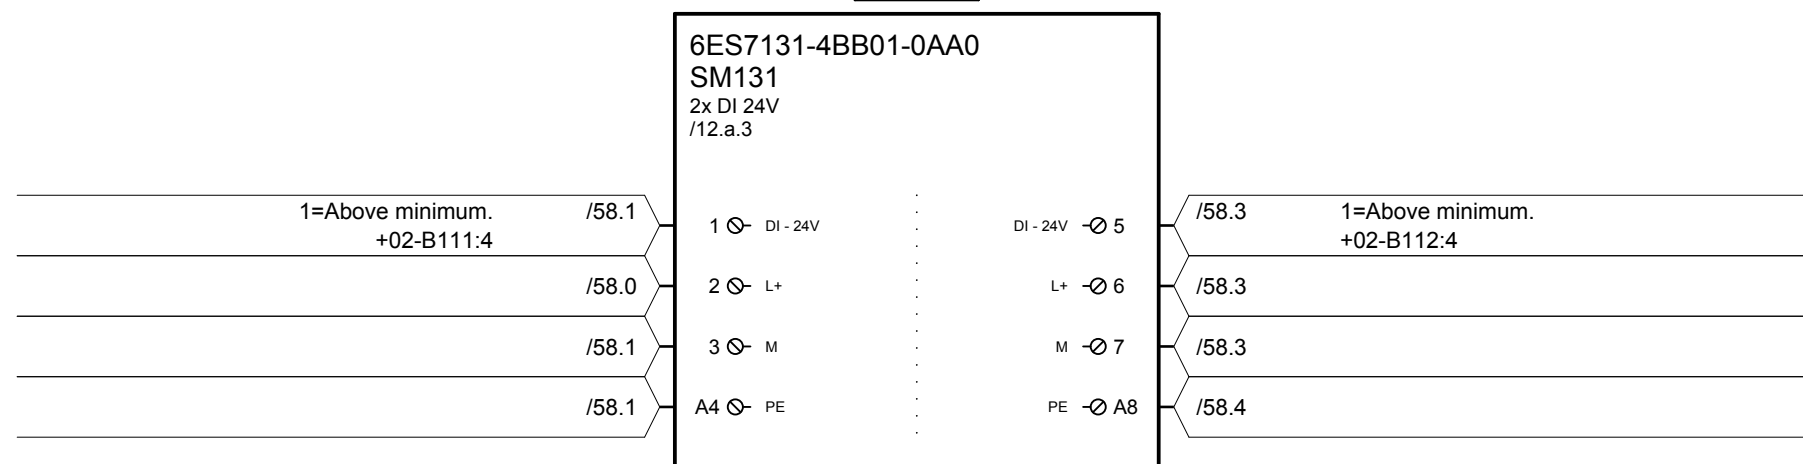 6ES7131-4BB01-0AA0
SM131
2x DI 24V
/12.a.3
1=Above minimum. /58.1 1 DI - 24V DI - 24V 5 /58.3 1=Above minimum.
+02-B111:4 +02-B112:4
/58.0 2 L+ L+ 6 /58.3
/58.1 3 M M 7 /58.3
/58.1 A4 PE PE A8 /58.4